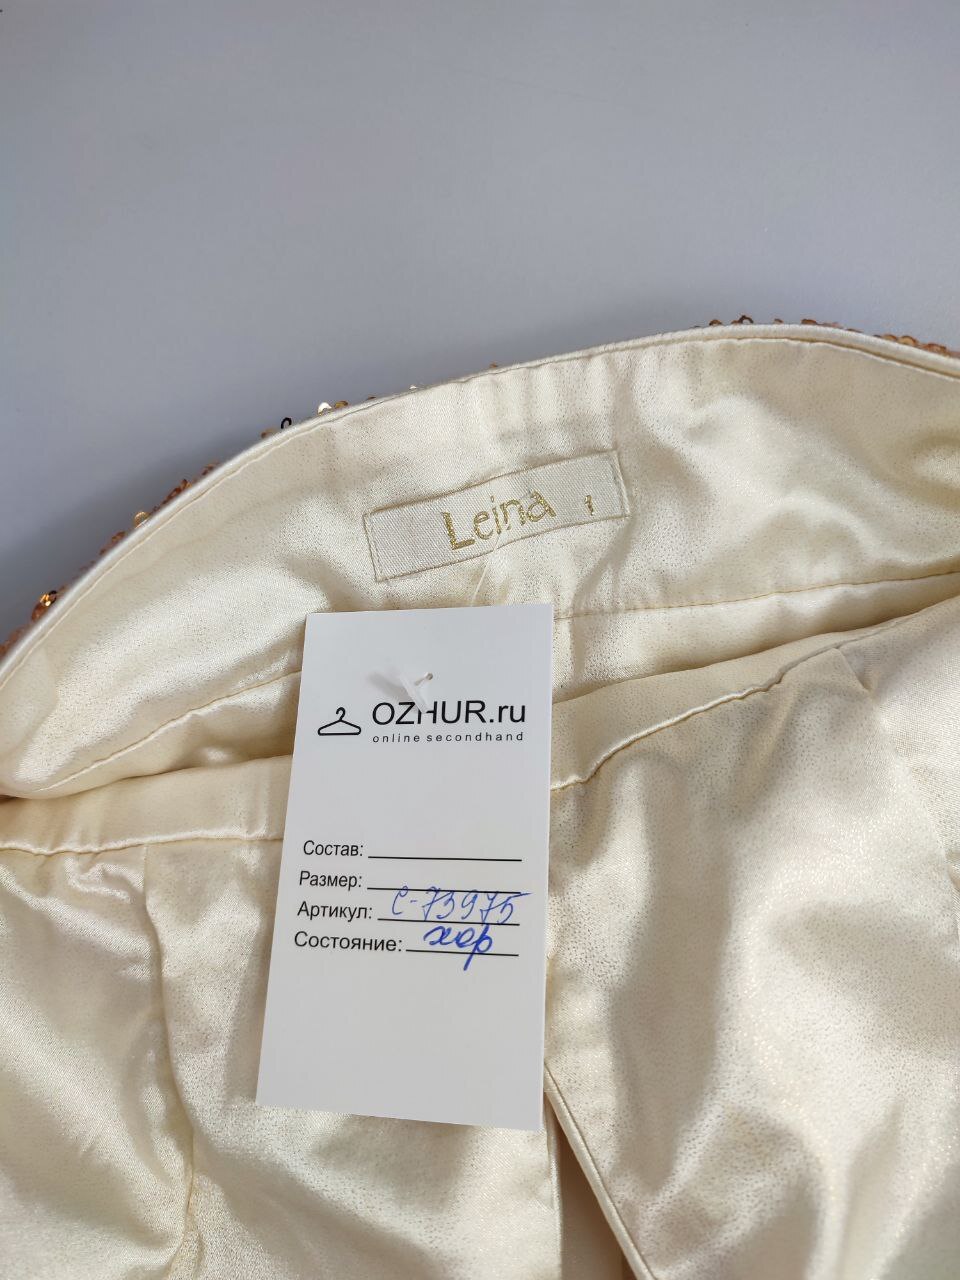 Leina 1
OZHUR.ru
online secondhand
Состав:
Размер:
Артикул: С-73975
Состояние: хор